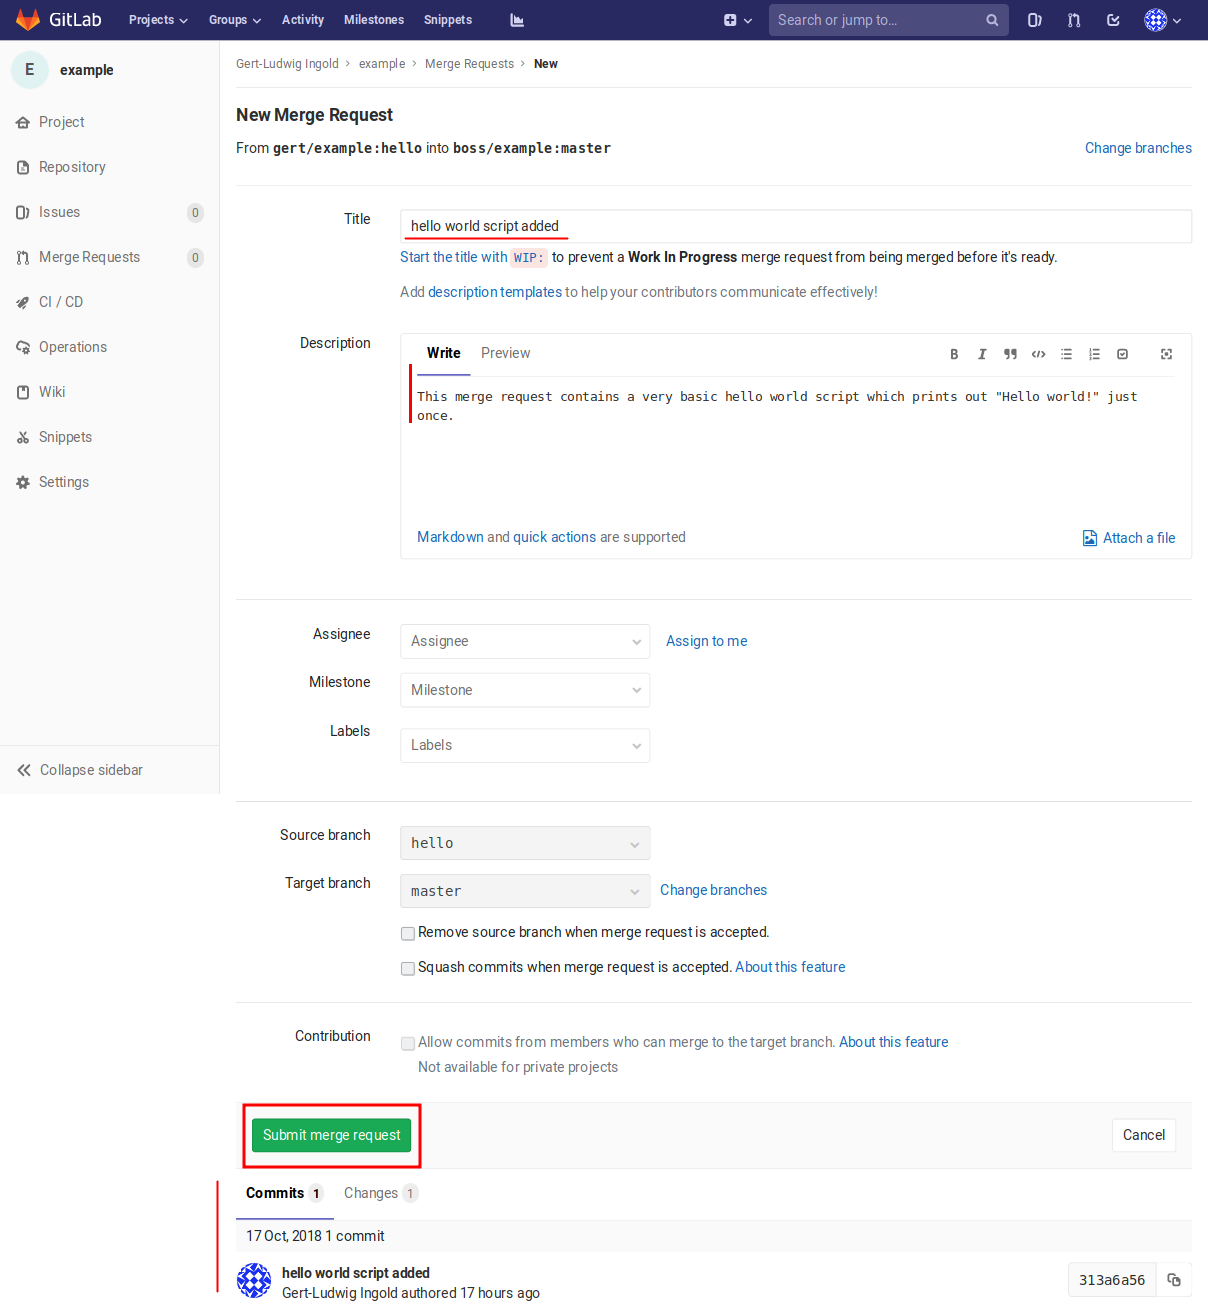 GitLab Projects Groups Activity Milestones Snippets Search or jump to...
E example
Gert-Ludwig Ingold > example > Merge Requests > New
Project
Repository
Issues 0
Merge Requests 0
CI / CD
Operations
Wiki
Snippets
Settings
Collapse sidebar
New Merge Request
From gert/example:hello into boss/example:master Change branches
Title hello world script added
Start the title with WIP: to prevent a Work In Progress merge request from being merged before it's ready.
Add description templates to help your contributors communicate effectively!
Description Write Preview
This merge request contains a very basic hello world script which prints out "Hello world!" just
once.
Markdown and quick actions are supported Attach a file
Assignee Assignee Assign to me
Milestone Milestone
Labels Labels
Source branch hello
Target branch master Change branches
Remove source branch when merge request is accepted.
Squash commits when merge request is accepted. About this feature
Contribution Allow commits from members who can merge to the target branch. About this feature
Not available for private projects
Submit merge request Cancel
Commits 1 Changes 1
17 Oct, 2018 1 commit
hello world script added
Gert-Ludwig Ingold authored 17 hours ago 313a6a56